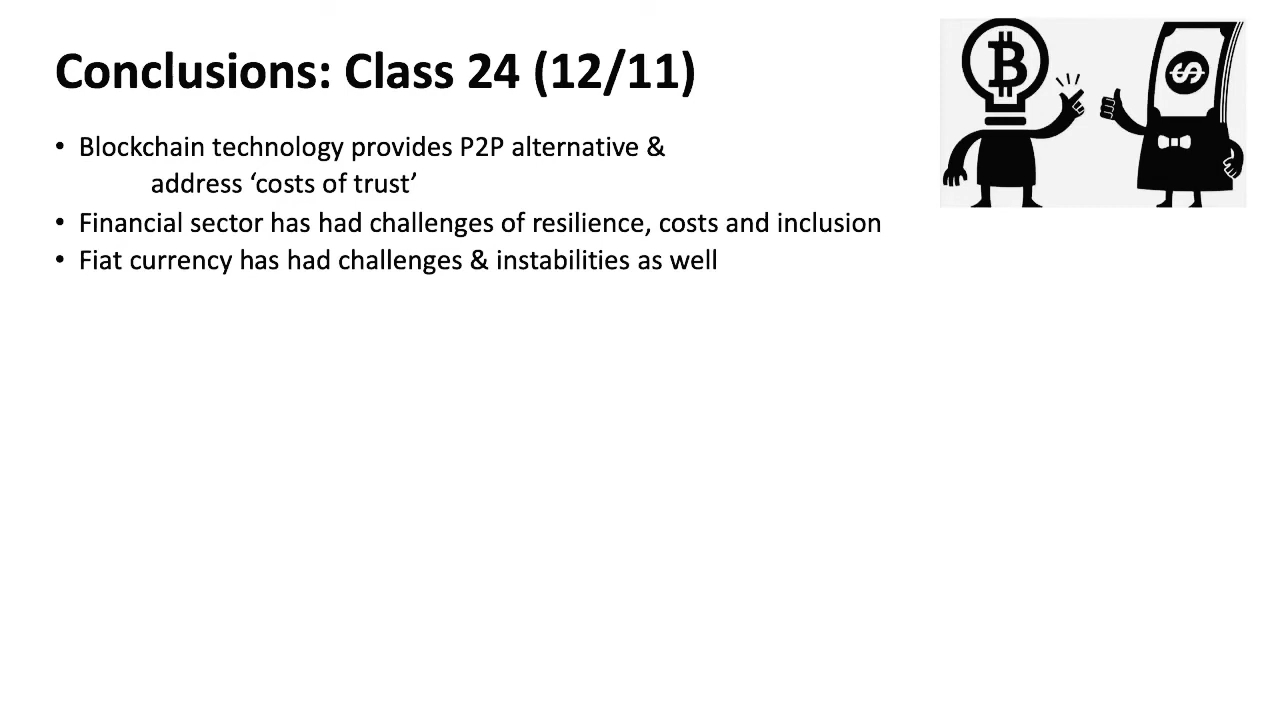 Conclusions: Class 24 (12/11)
• Blockchain technology provides P2P alternative &
address ‘costs of trust’
• Financial sector has had challenges of resilience, costs and inclusion
• Fiat currency has had challenges & instabilities as well